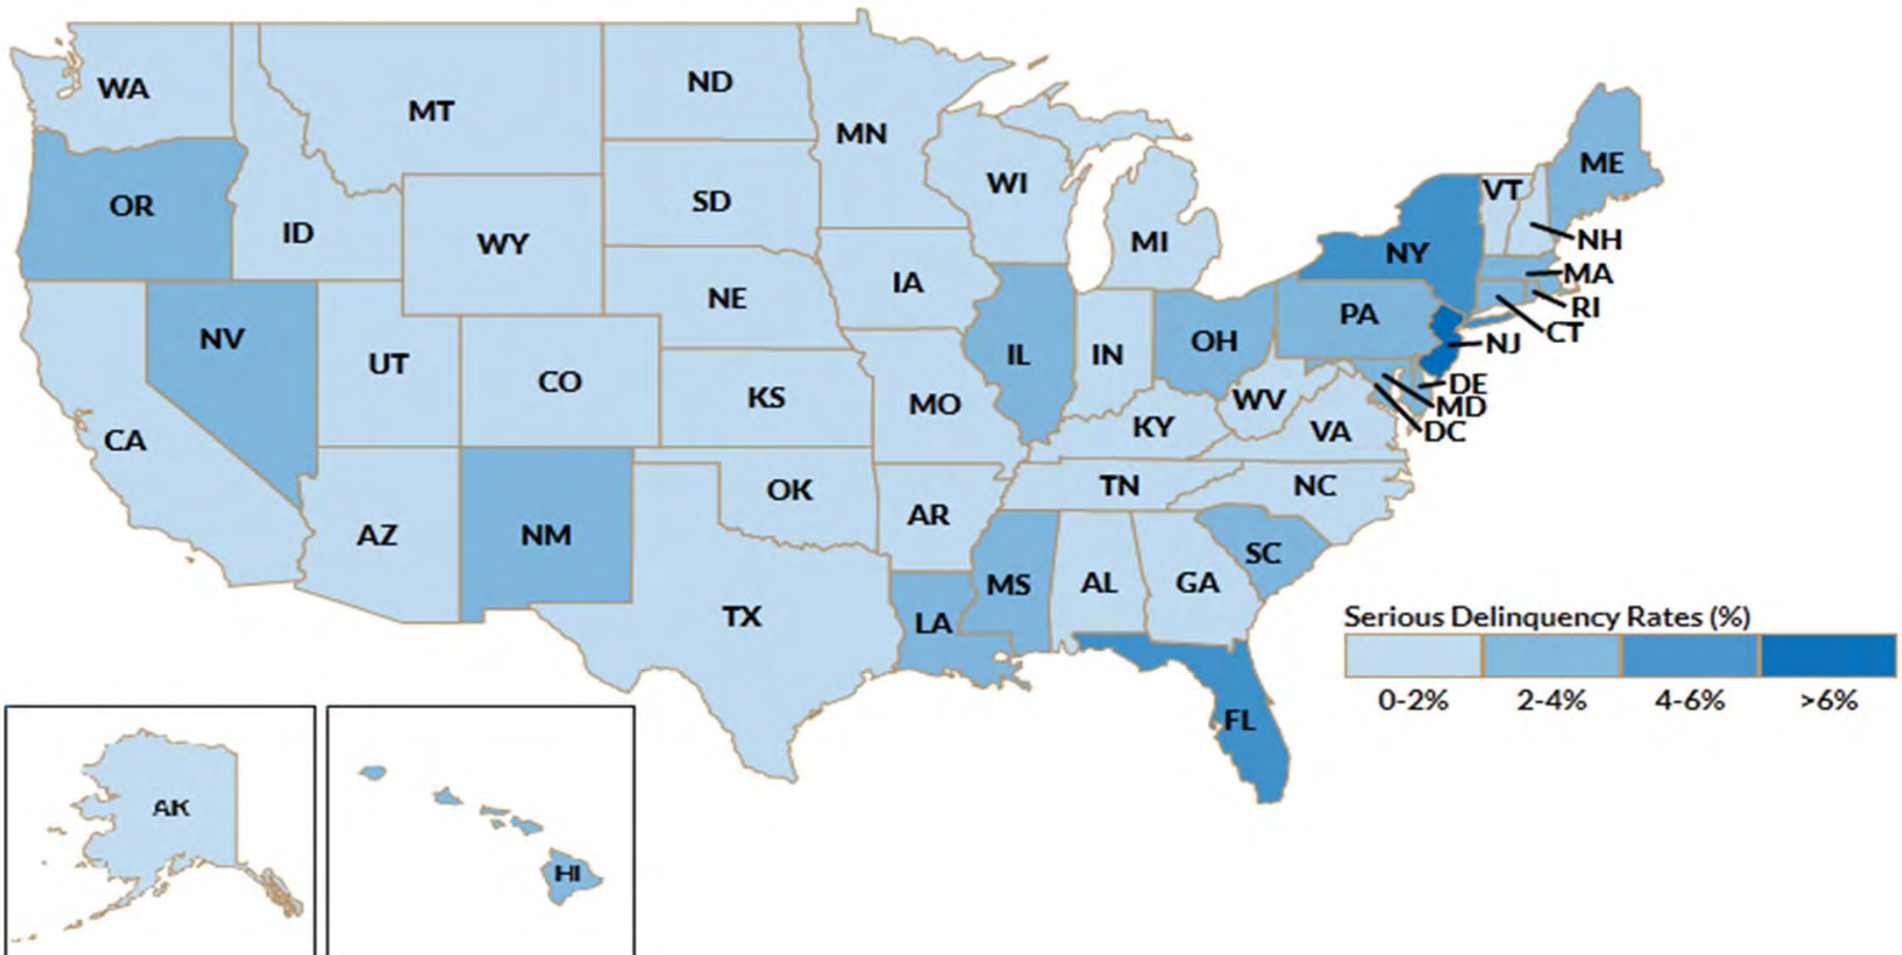 WA
MT
ND
MN
OR
ID
WY
SD
WI
MI
NY
VT
ME
NH
MA
RI
CT
NJ
DE
MD
DC
NV
UT
CO
NE
IA
IL
IN
OH
PA
CA
KS
MO
KY
WV
VA
AZ
NM
OK
AR
TN
NC
TX
LA
MS
AL
GA
SC
FL
AK
HI
Serious Delinquency Rates (%)
0-2% 2-4% 4-6% >6%